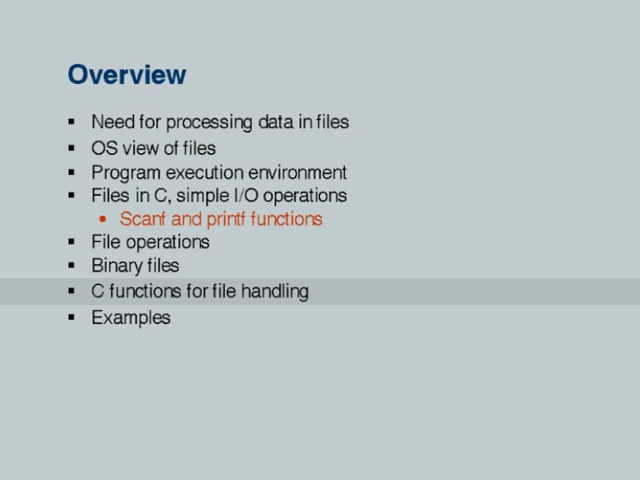 Overview
▪ Need for processing data in files
▪ OS view of files
▪ Program execution environment
▪ Files in C, simple I/O operations
• Scanf and printf functions
▪ File operations
▪ Binary files
▪ C functions for file handling
▪ Examples